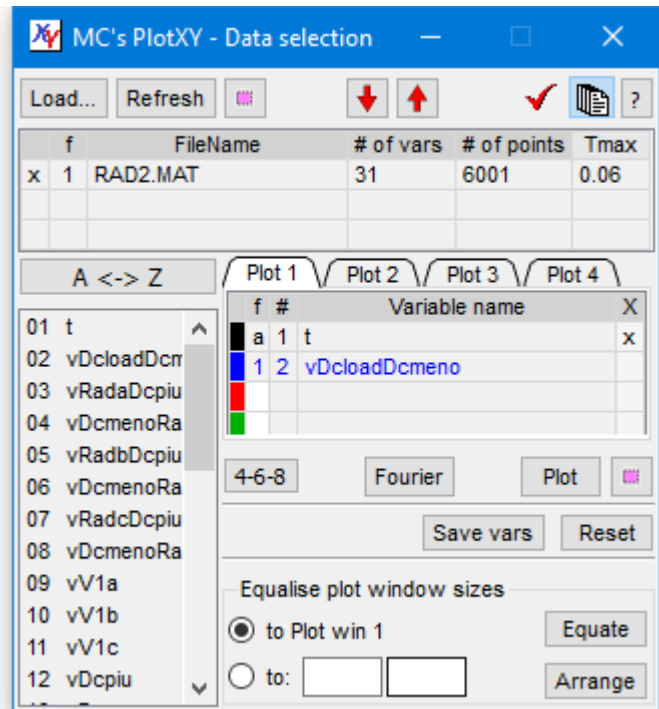 MC's PlotXY - Data selection
Load... Refresh ?
f FileName # of vars # of points Tmax
x 1 RAD2.MAT 31 6001 0.06
A <-> Z
Plot 1 Plot 2 Plot 3 Plot 4
f # Variable name X
a 1 t x
1 2 vDcloadDcmeno
01 t
02 vDcloadDcm
03 vRadaDcpiu
04 vDcmenoRa
05 vRadbDcpiu
06 vDcmenoRa
07 vRadcDcpiu
08 vDcmenoRa
09 vV1a
10 vV1b
11 vV1c
12 vDcpiu
4-6-8 Fourier Plot
Save vars Reset
Equalise plot window sizes
to Plot win 1 Equate
to: Arrange